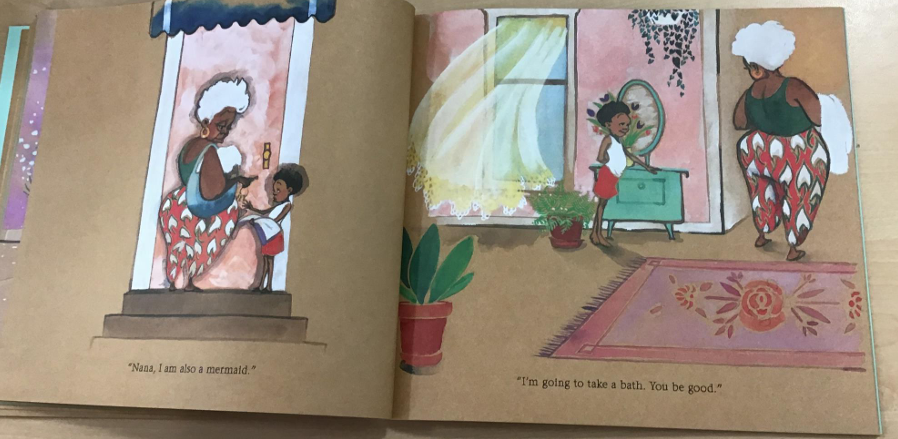 "Nana, I am also a mermaid."
"I'm going to take a bath. You be good."